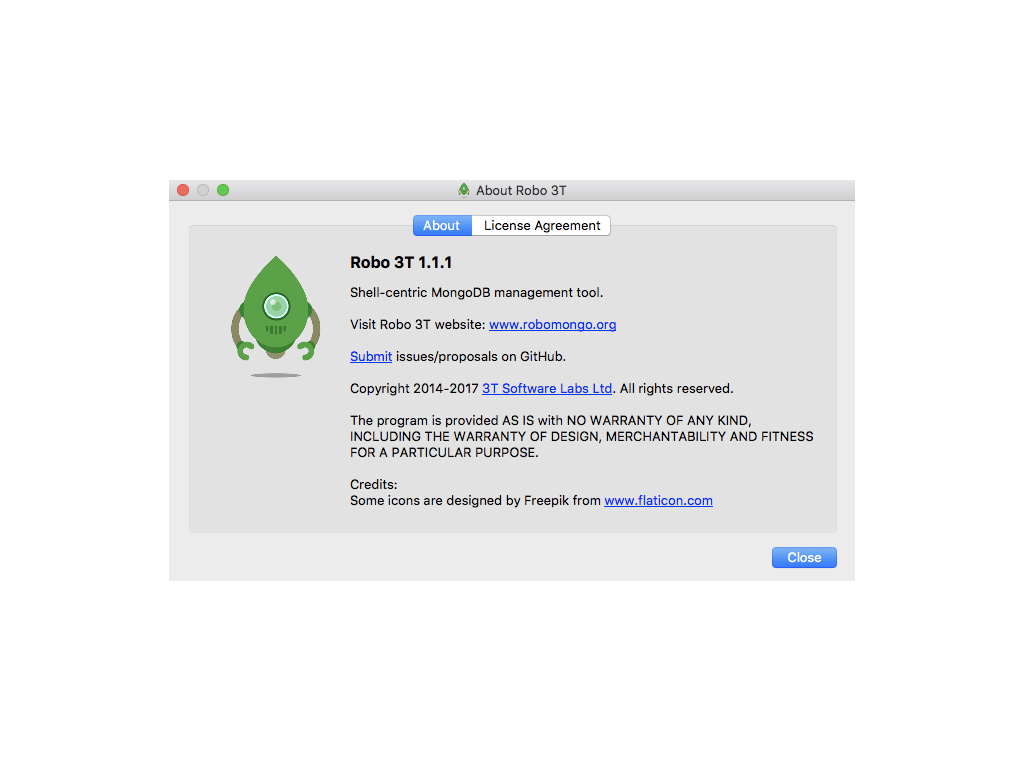 About Robo 3T
About
License Agreement
Robo 3T 1.1.1
Shell-centric MongoDB management tool.
Visit Robo 3T website: www.robomongo.org
Submit issues/proposals on GitHub.
Copyright 2014-2017 3T Software Labs Ltd. All rights reserved.
The program is provided AS IS with NO WARRANTY OF ANY KIND,
INCLUDING THE WARRANTY OF DESIGN, MERCHANTABILITY AND FITNESS
FOR A PARTICULAR PURPOSE.
Credits:
Some icons are designed by Freepik from www.flaticon.com
Close